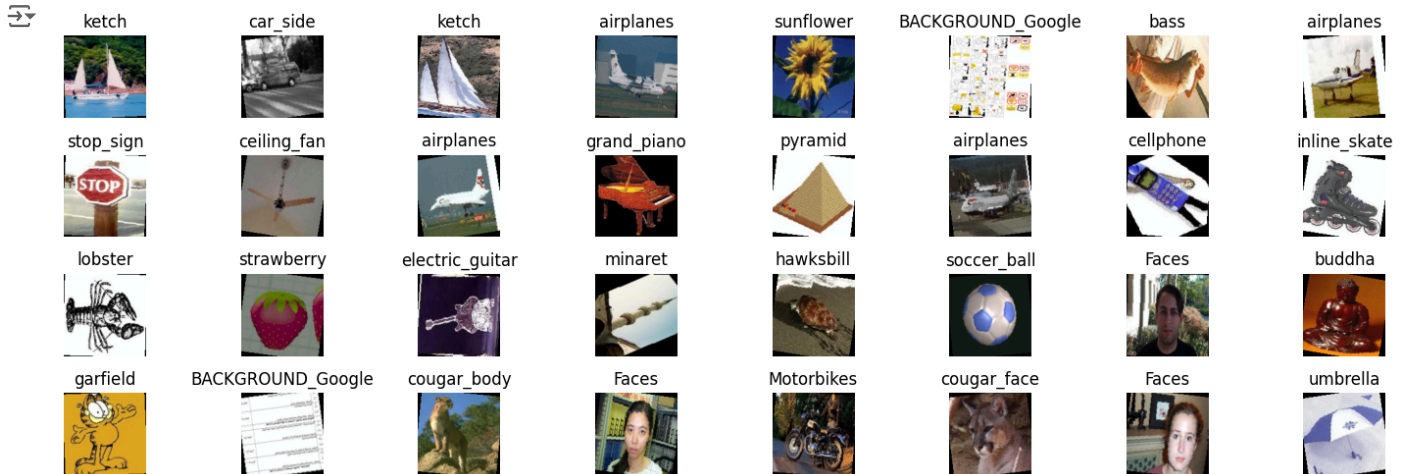 ketch car_side ketch airplanes sunflower BACKGROUND_Google bass airplanes
stop_sign ceiling_fan airplanes grand_piano pyramid airplanes cellphone inline_skate
STOP
lobster strawberry electric_guitar minaret hawksbill soccer_ball Faces buddha
garfield BACKGROUND_Google cougar_body Faces Motorbikes cougar_face Faces umbrella